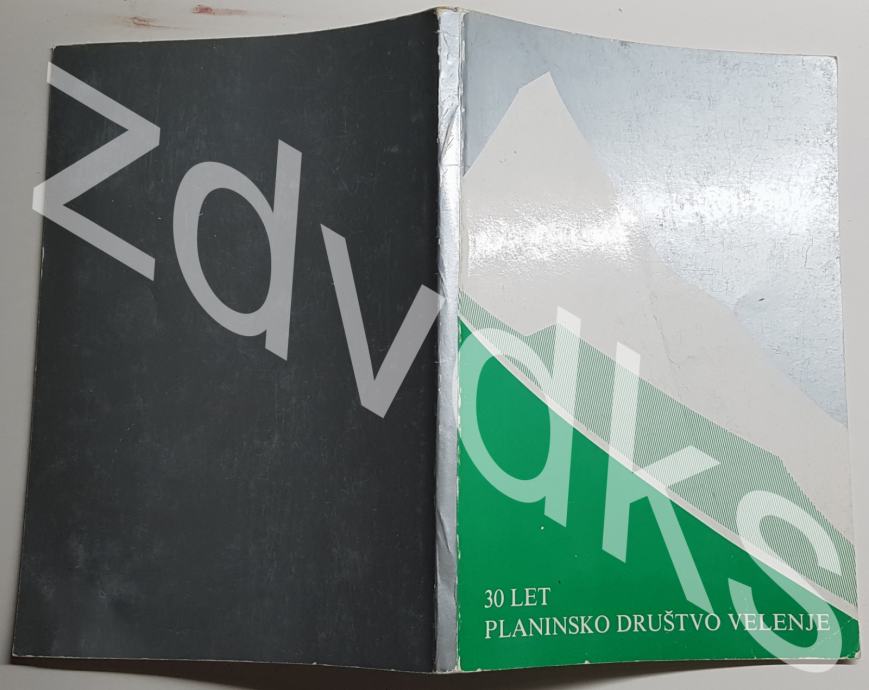 zdvdks
30 LET
PLANINSKO DRUŠTVO VELENJE